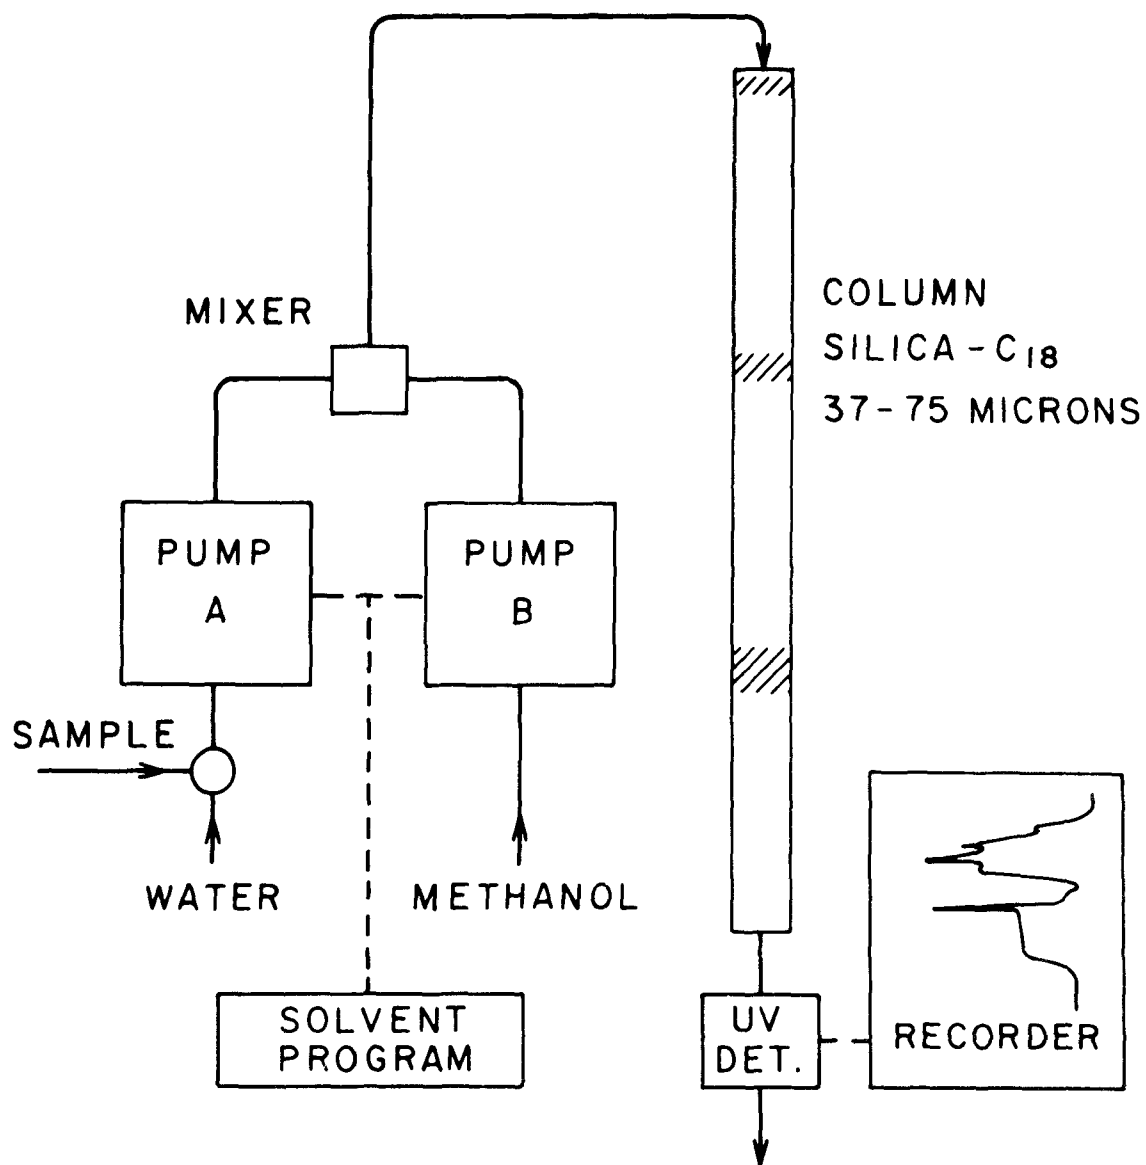 MIXER
COLUMN
SILICA - C18
37-75 MICRONS
PUMP
A
PUMP
B
SAMPLE
WATER
METHANOL
SOLVENT
PROGRAM
UV
DET.
RECORDER